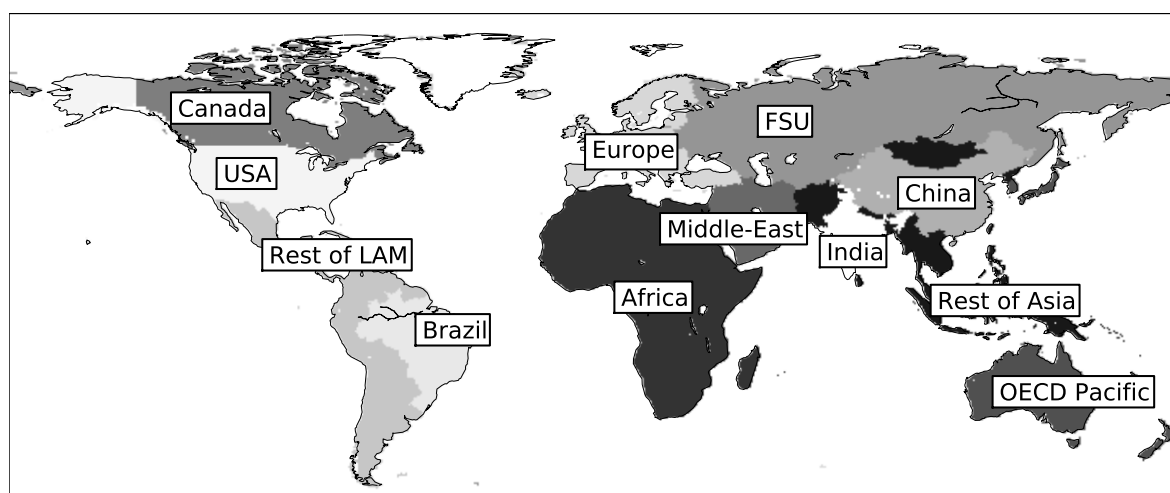 Canada
FSU
Europe
USA
China
Middle-East
India
Rest of LAM
Africa
Rest of Asia
Brazil
OECD Pacific